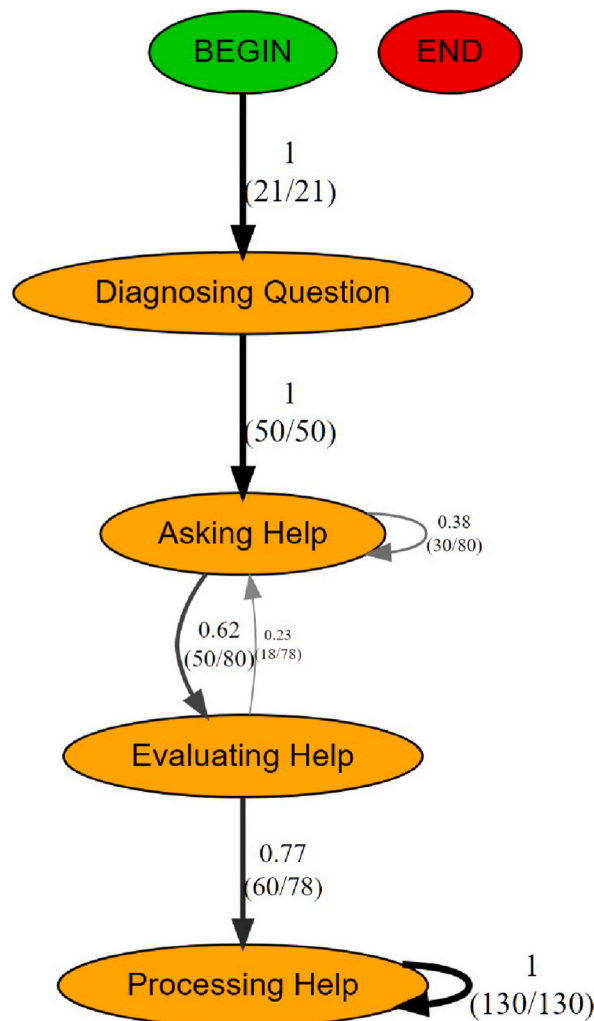 BEGIN
END
1
(21/21)
Diagnosing Question
1
(50/50)
Asking Help
0.38
(30/80)
0.62
(50/80)
0.23
(18/78)
Evaluating Help
0.77
(60/78)
Processing Help
1
(130/130)